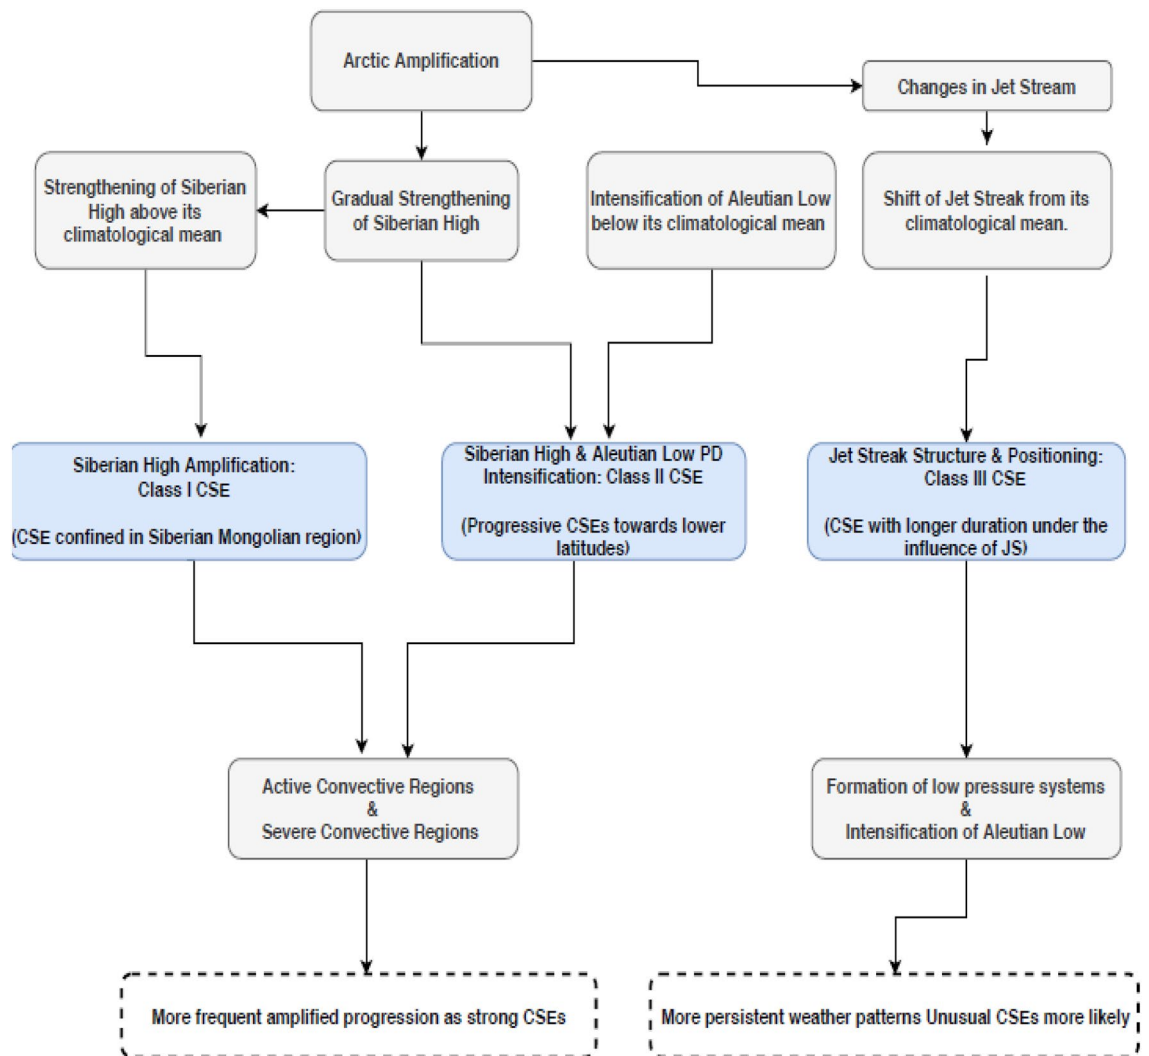 Arctic Amplification
Changes in Jet Stream
Strengthening of Siberian
High above its
climatological mean
Gradual Strengthening
of Siberian High
Intensification of Aleutian Low
below its climatological mean
Shift of Jet Streak from its
climatological mean.
Siberian High Amplification:
Class I CSE
(CSE confined in Siberian Mongolian region)
Siberian High & Aleutian Low PD
Intensification: Class II CSE
(Progressive CSEs towards lower
latitudes)
Jet Streak Structure & Positioning:
Class III CSE
(CSE with longer duration under the
influence of JS)
Active Convective Regions
&
Severe Convective Regions
Formation of low pressure systems
&
Intensification of Aleutian Low
More frequent amplified progression as strong CSEs
More persistent weather patterns Unusual CSEs more likely